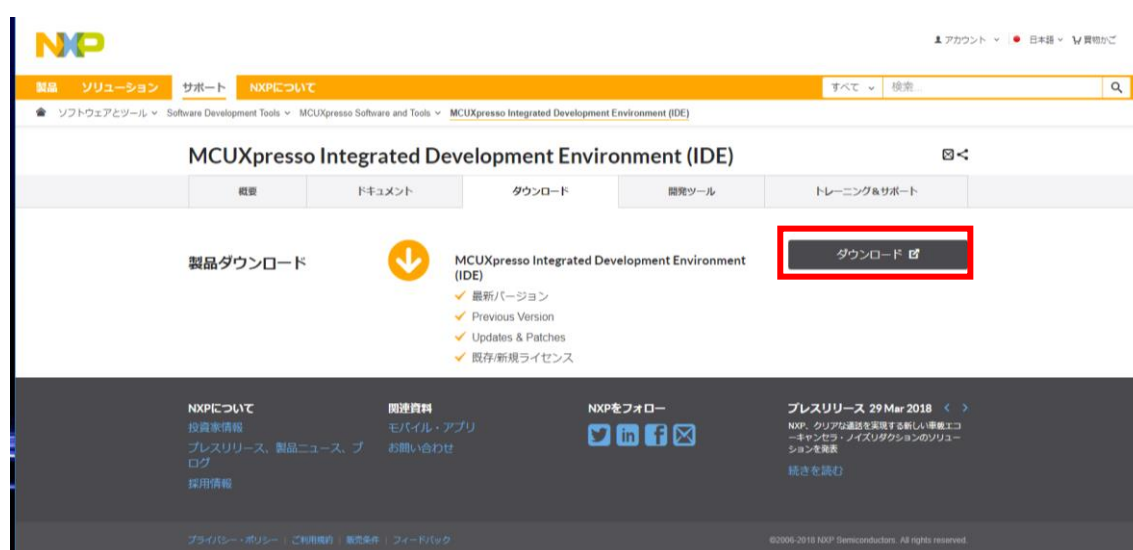 NXP
アカウント 日本語 買物かご
製品 ソリューション サポート NXPについて すべて 検索...
ソフトウェアとツール Software Development Tools MCUXpresso Software and Tools MCUXpresso Integrated Development Environment (IDE)
MCUXpresso Integrated Development Environment (IDE)
概要 ドキュメント ダウンロード 開発ツール トレーニング&サポート
製品ダウンロード
MCUXpresso Integrated Development Environment
(IDE)
最新バージョン
Previous Version
Updates & Patches
既存/新規ライセンス
ダウンロード
NXPについて
投資家情報
プレスリリース、製品ニュース、ブ
ログ
採用情報
関連資料
モバイル・アプリ
お問い合わせ
NXPをフォロー
プレスリリース 29 Mar 2018
NXP、クリアな通話を実現する新しい車載エコ
ーキャンセラ・ノイズリダクションのソリュー
ションを発表
続きを読む
プライバシー・ポリシー | ご利用規約 | 販売条件 | フィードバック
©2006-2018 NXP Semiconductors. All rights reserved.